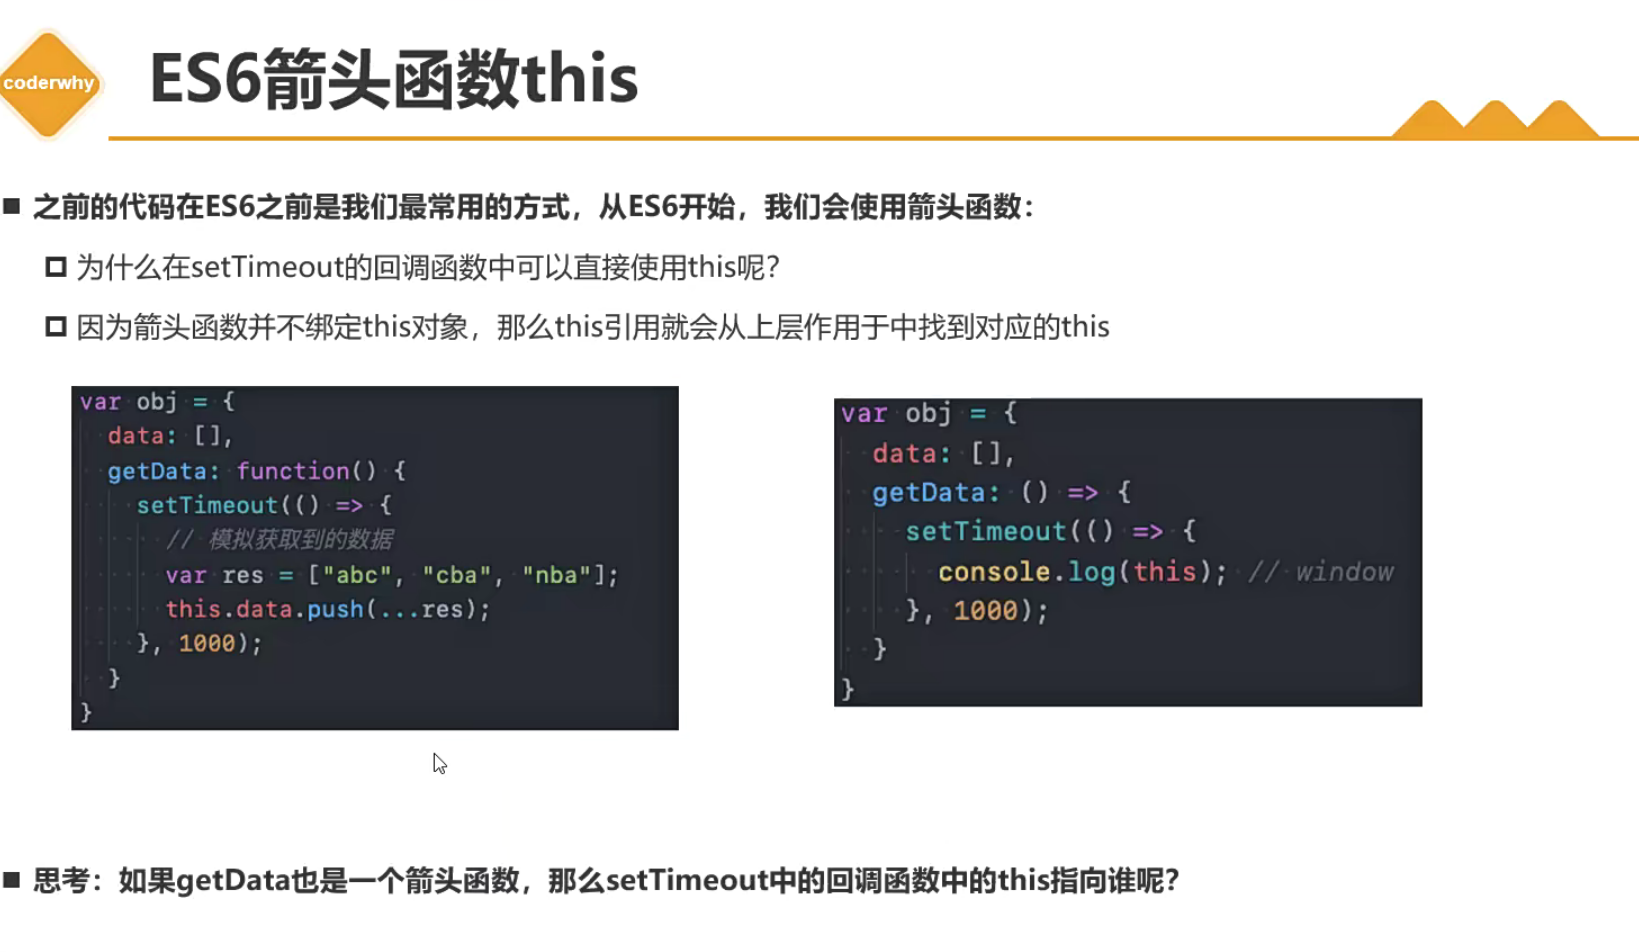 coderwhy
ES6箭头函数this
之前的代码在ES6之前是我们最常用的方式，从ES6开始，我们会使用箭头函数：
为什么在setTimeout的回调函数中可以直接使用this呢？
因为箭头函数并不绑定this对象，那么this引用就会从上层作用于中找到对应的this
var obj = {
  data: [],
  getData: function() {
    setTimeout(() => {
      // 模拟获取到的数据
      var res = ["abc", "cba", "nba"];
      this.data.push(...res);
    }, 1000);
  }
}
var obj = {
  data: [],
  getData: () => {
    setTimeout(() => {
      console.log(this); // window
    }, 1000);
  }
}
思考：如果getData也是一个箭头函数，那么setTimeout中的回调函数中的this指向谁呢？